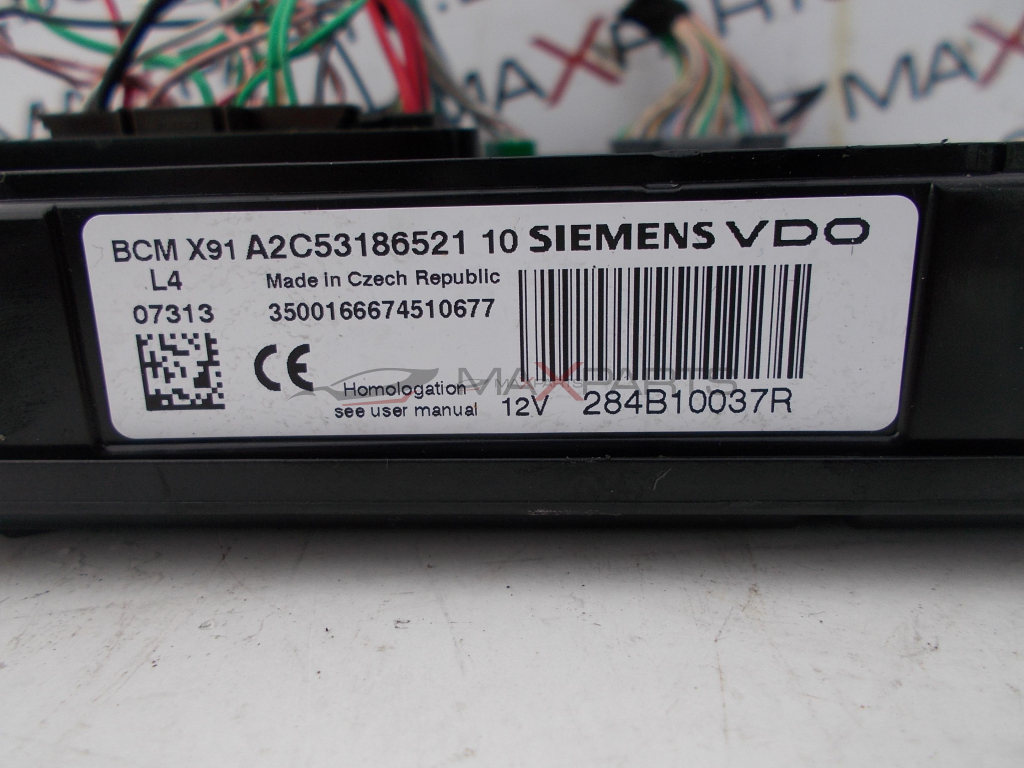 BCM X91 A2C53186521 10 SIEMENS VDO
L4 Made in Czech Republic
07313 3500166674510677
CE
Homologation
see user manual 12V 284B10037R
MAXPARTS